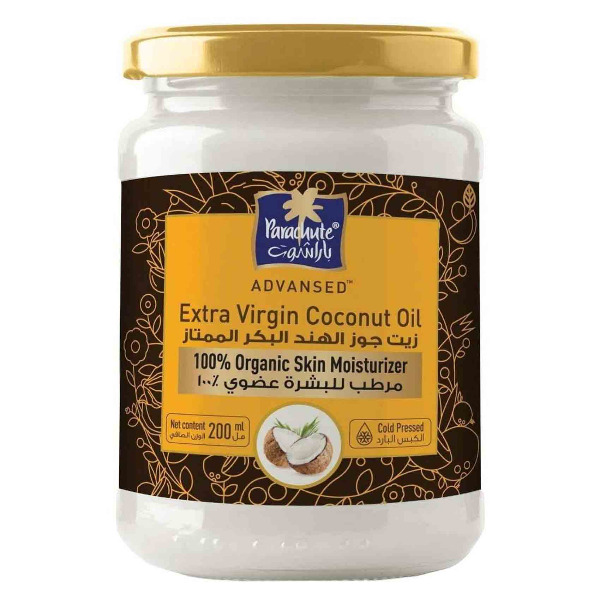 Parachute®
باراشوت
ADVANSED™
Extra Virgin Coconut Oil
زيت جوز الهند البكر الممتاز
100% Organic Skin Moisturizer
مرطب للبشرة عضوي ١٠٠٪
Net content 200 ml
الوزن الصافي مل
Cold Pressed
الكبس البارد